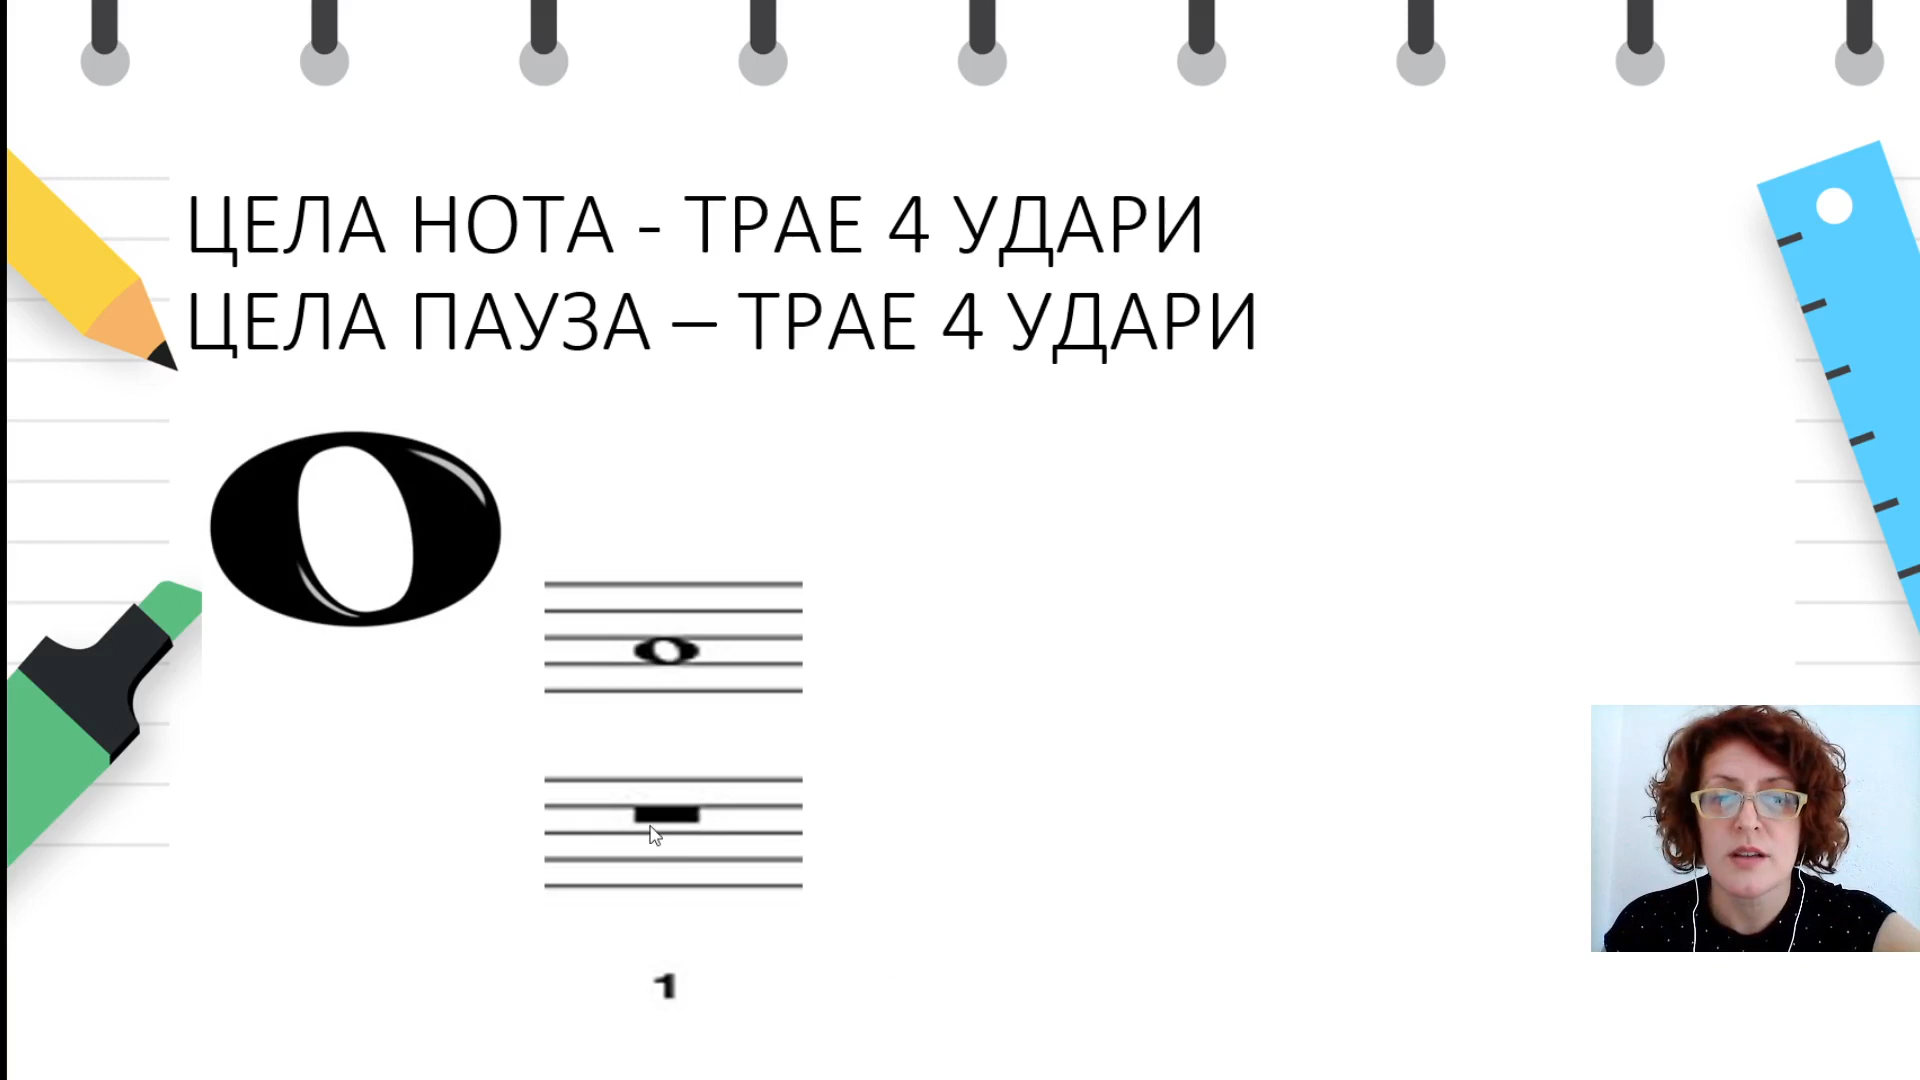 ЦЕЛА НОТА - ТРАЕ 4 УДАРИ
ЦЕЛА ПАУЗА – ТРАЕ 4 УДАРИ
1